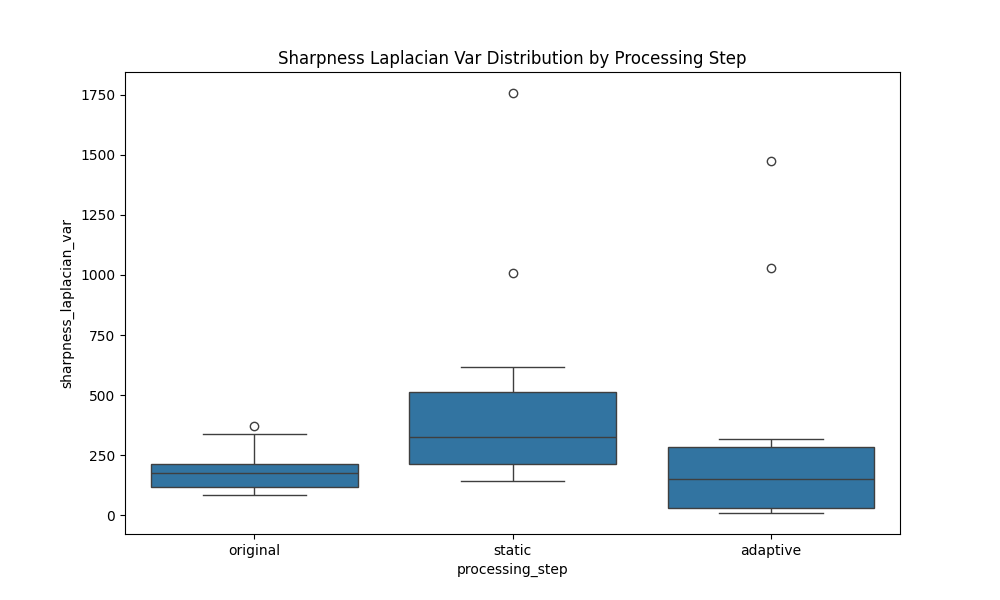 Sharpness Laplacian Var Distribution by Processing Step
1750
1500
1250
1000
750
500
250
0
sharpness_laplacian_var
original static adaptive
processing_step